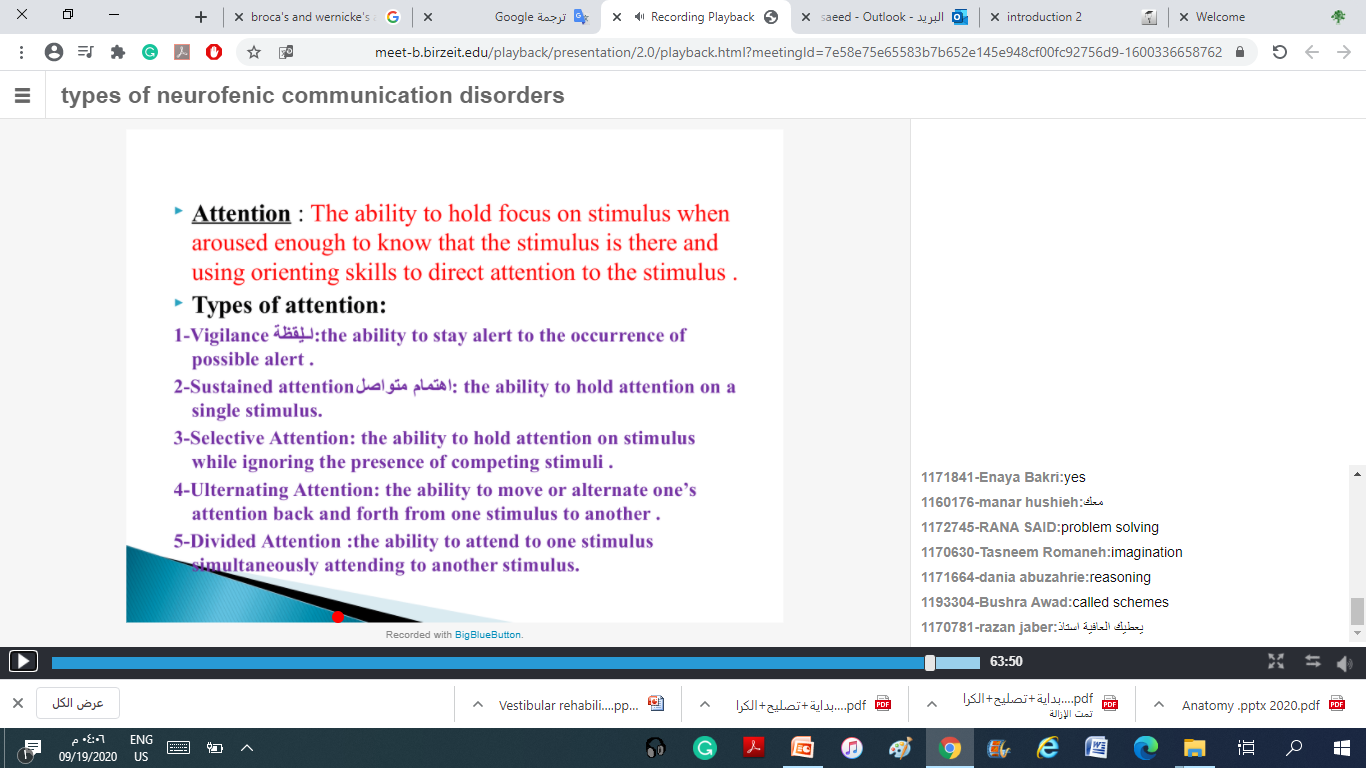 broca's and wernicke's a
ترجمة Google
Recording Playback
saeed - Outlook - البريد
introduction 2
Welcome
meet-b.birzeit.edu/playback/presentation/2.0/playback.html?meetingId=7e58e75e65583b7b652e145e948cf00fc92756d9-1600336658762
types of neurofenic communication disorders
Attention : The ability to hold focus on stimulus when
aroused enough to know that the stimulus is there and
using orienting skills to direct attention to the stimulus .
Types of attention:
1-Vigilance لليقظة:the ability to stay alert to the occurrence of
possible alert .
2-Sustained attentionاهتمام متواصل: the ability to hold attention on a
single stimulus.
3-Selective Attention: the ability to hold attention on stimulus
while ignoring the presence of competing stimuli .
4-Ulternating Attention: the ability to move or alternate one’s
attention back and forth from one stimulus to another .
5-Divided Attention :the ability to attend to one stimulus
simultaneously attending to another stimulus.
Recorded with BigBlueButton.
1171841-Enaya Bakri:yes
1160176-manar hushieh:معك
1172745-RANA SAID:problem solving
1170630-Tasneem Romaneh:imagination
1171664-dania abuzahrie:reasoning
1193304-Bushra Awad:called schemes
1170781-razan jaber:يعطيك العافية استاذ
63:50
عرض الكل
Vestibular rehabili....pp...
بداية+تصليح+الكرا....pdf
بداية+تصليح+الكرا....pdf
تمت الإزالة
Anatomy .pptx 2020.pdf
٠٤:٠٦ م
09/19/2020
ENG
US
1